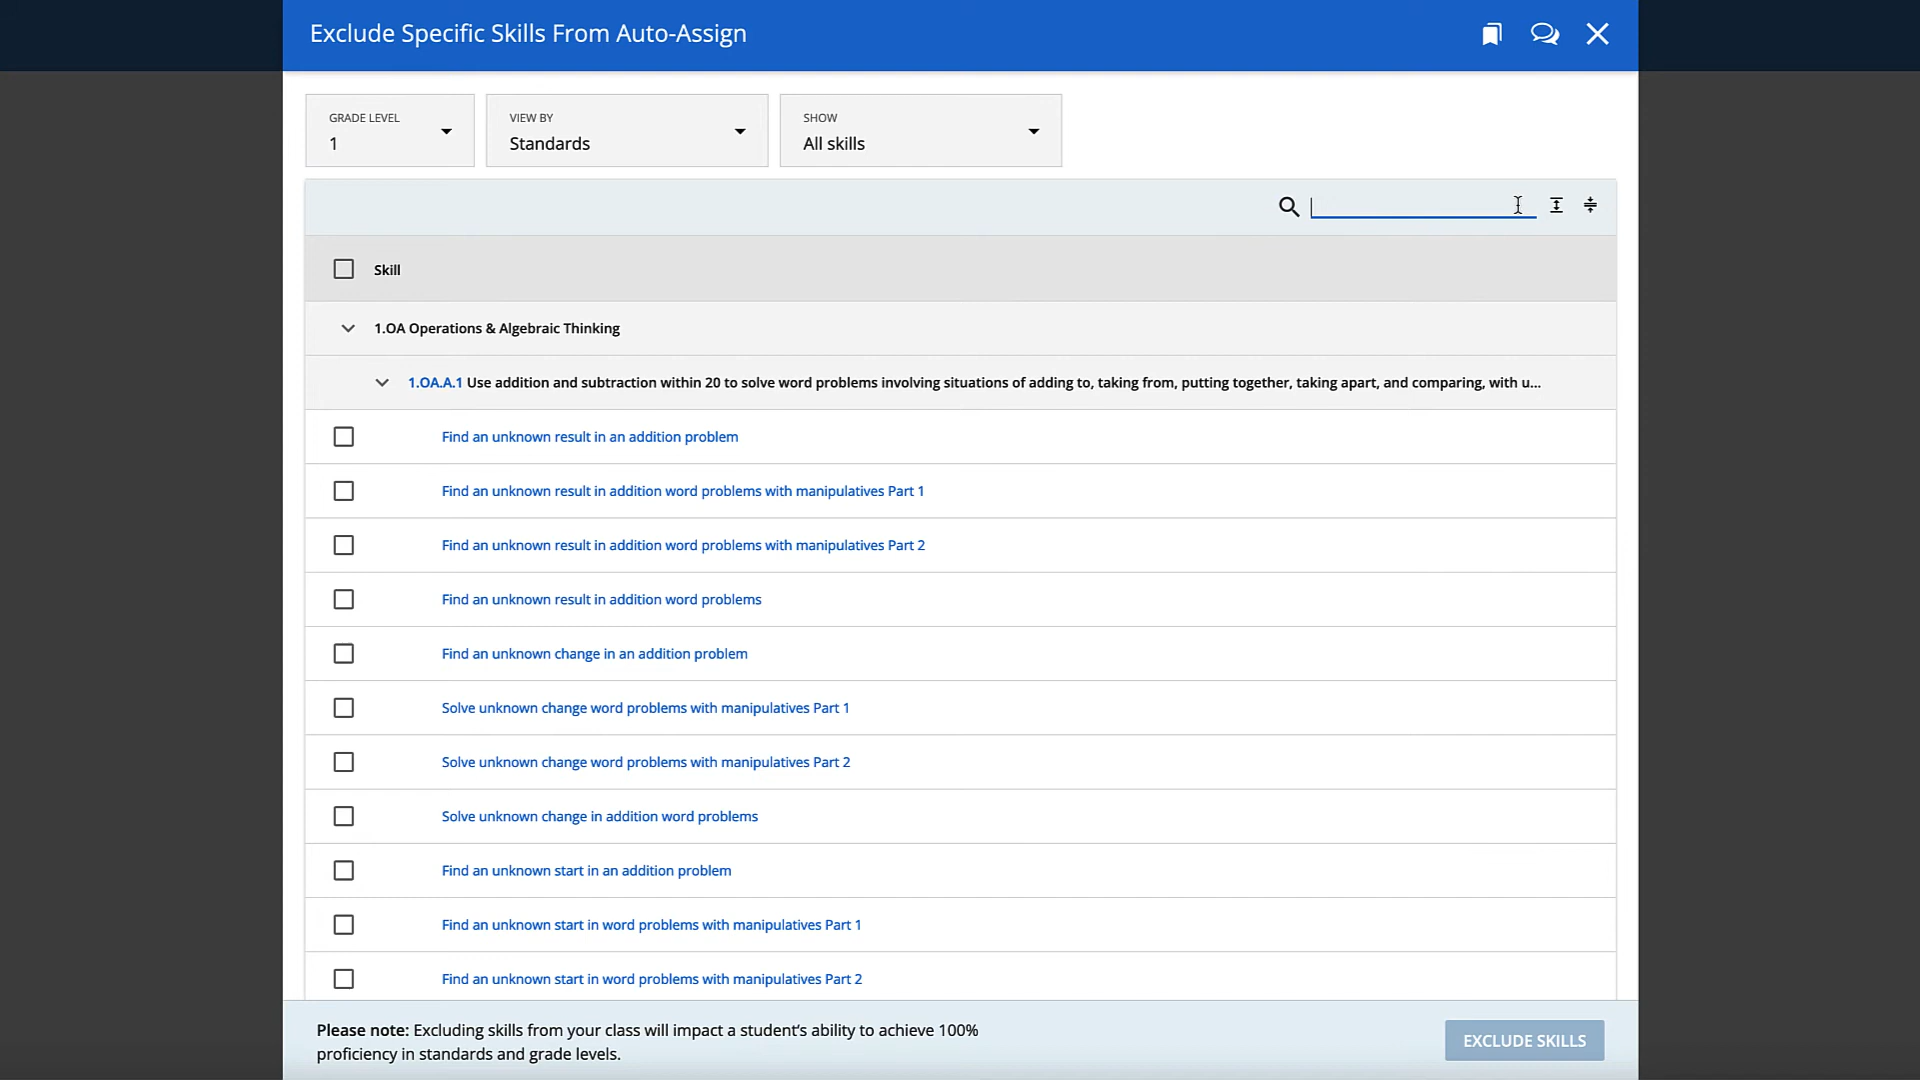 Exclude Specific Skills From Auto-Assign
GRADE LEVEL
1
VIEW BY
Standards
SHOW
All skills
Skill
1.OA Operations & Algebraic Thinking
1.OA.A.1 Use addition and subtraction within 20 to solve word problems involving situations of adding to, taking from, putting together, taking apart, and comparing, with u...
Find an unknown result in an addition problem
Find an unknown result in addition word problems with manipulatives Part 1
Find an unknown result in addition word problems with manipulatives Part 2
Find an unknown result in addition word problems
Find an unknown change in an addition problem
Solve unknown change word problems with manipulatives Part 1
Solve unknown change word problems with manipulatives Part 2
Solve unknown change in addition word problems
Find an unknown start in an addition problem
Find an unknown start in word problems with manipulatives Part 1
Find an unknown start in word problems with manipulatives Part 2
Please note: Excluding skills from your class will impact a student's ability to achieve 100%
proficiency in standards and grade levels.
EXCLUDE SKILLS